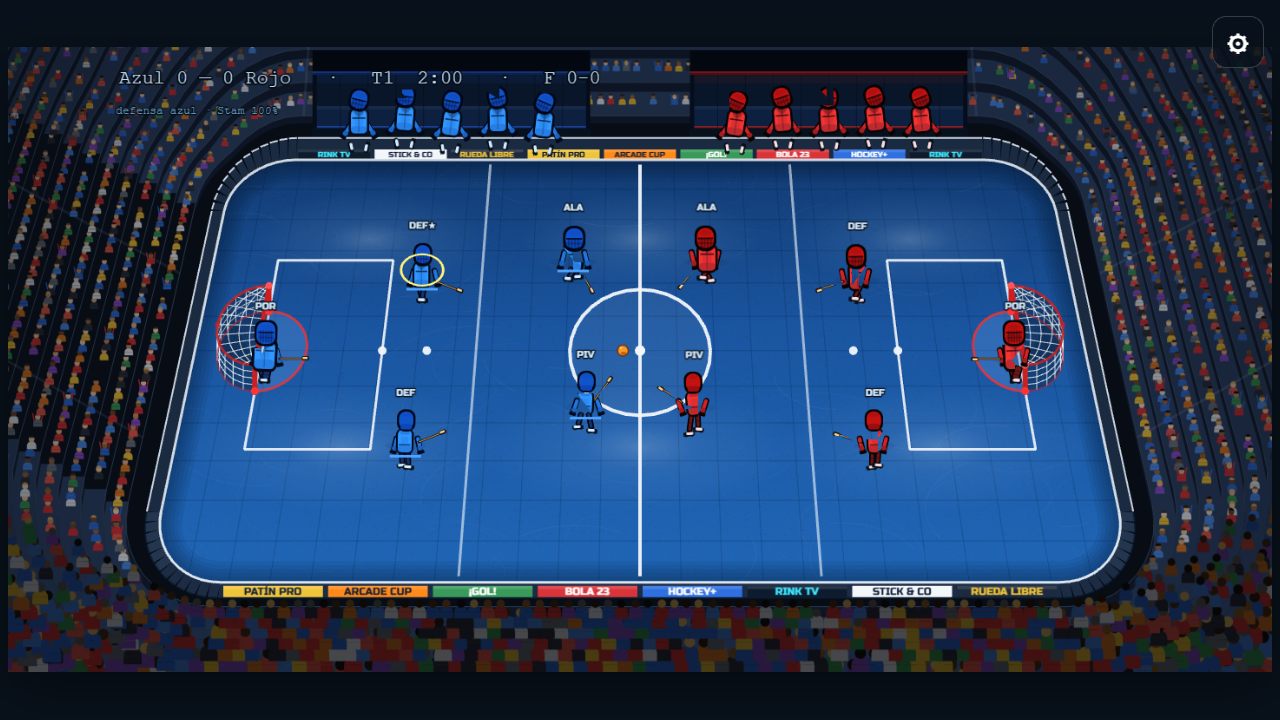 Azul 0 — 0 Rojo · T1 2:00 · F 0-0
defensa azul · Stam 100%
RINK TV STICK & CO RUEDA LIBRE PATÍN PRO ARCADE CUP ¡GOL! BOLA 23 HOCKEY+ RINK TV
ALA ALA
DEF★ DEF
POR POR
PIV PIV
DEF DEF
PATÍN PRO ARCADE CUP ¡GOL! BOLA 23 HOCKEY+ RINK TV STICK & CO RUEDA LIBRE